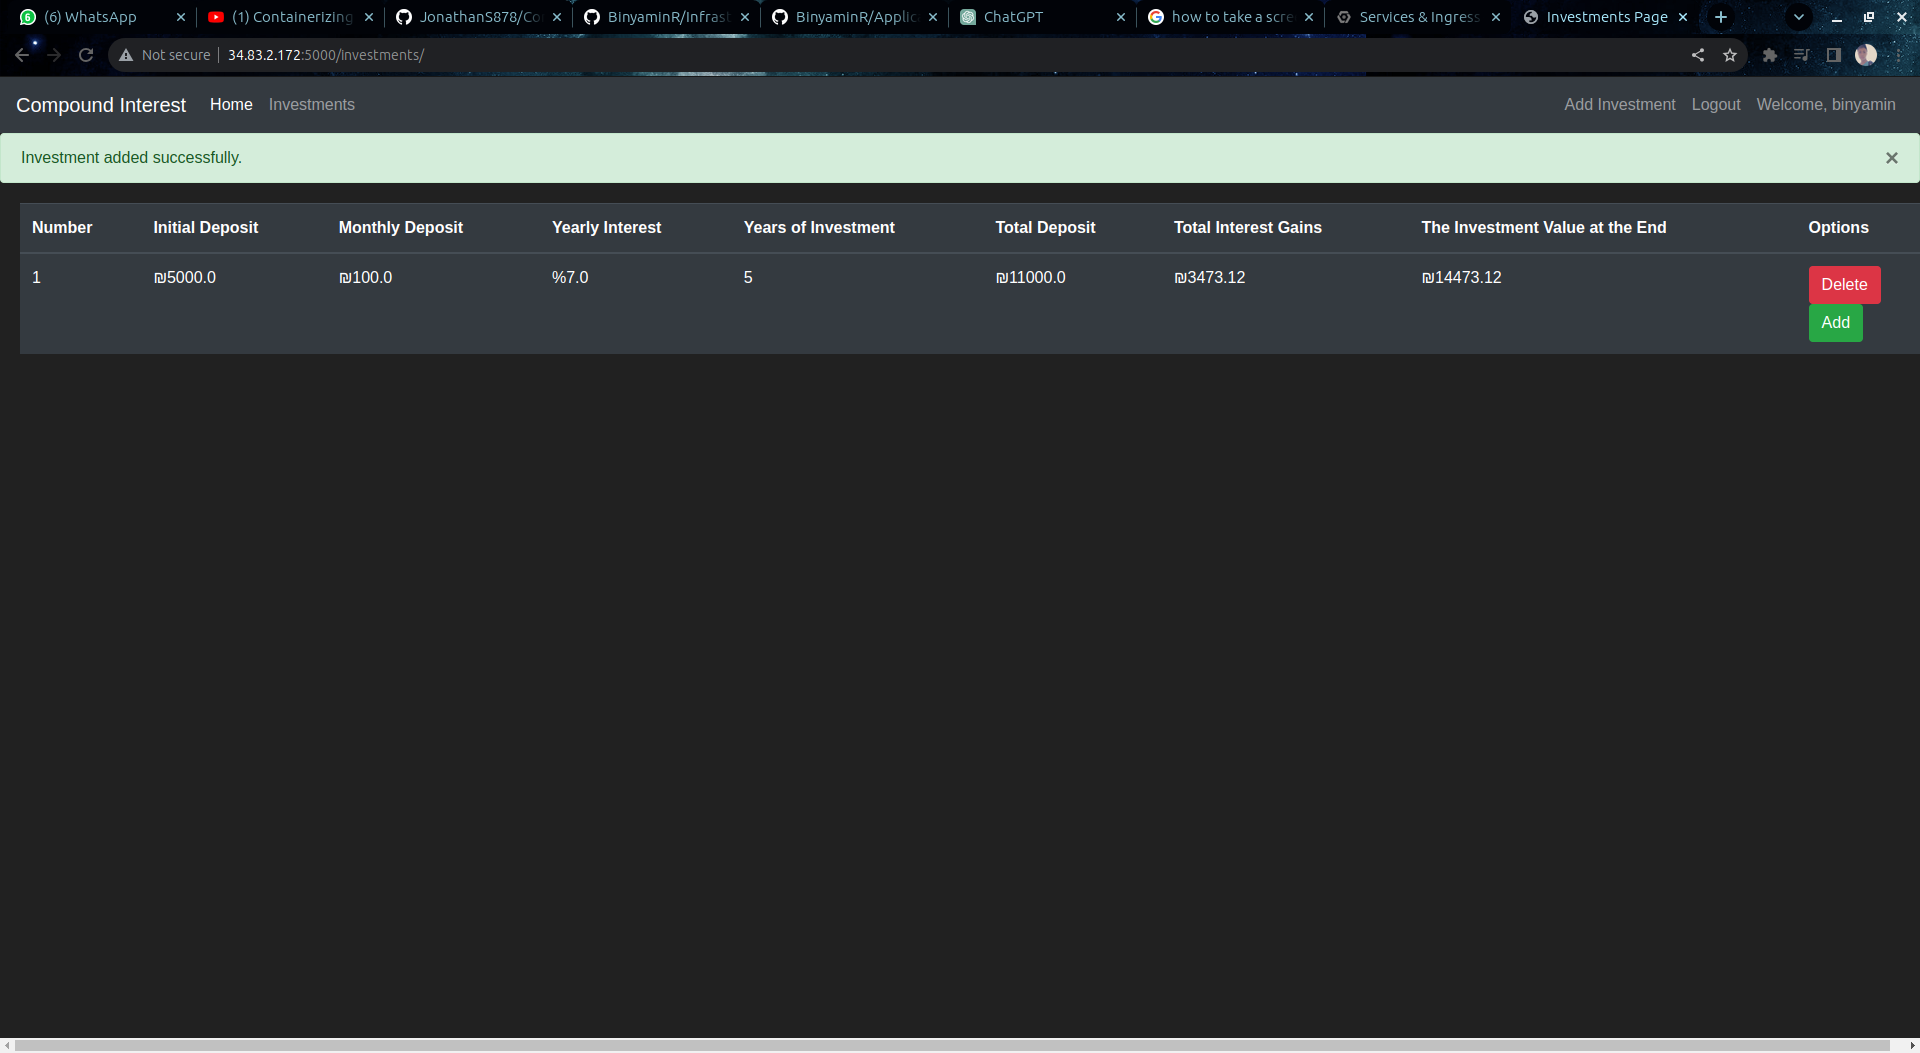 (6) WhatsApp
(1) Containerizing
JonathanS878/Co
BinyaminR/Infrast
BinyaminR/Applic
ChatGPT
how to take a scre
Services & Ingress
Investments Page
Not secure
34.83.2.172:5000/Investments/
Compound Interest Home Investments Add Investment Logout Welcome, binyamin
Investment added successfully. ×
Number Initial Deposit Monthly Deposit Yearly Interest Years of Investment Total Deposit Total Interest Gains The Investment Value at the End Options
1 ₪5000.0 ₪100.0 %7.0 5 ₪11000.0 ₪3473.12 ₪14473.12 Delete
Add